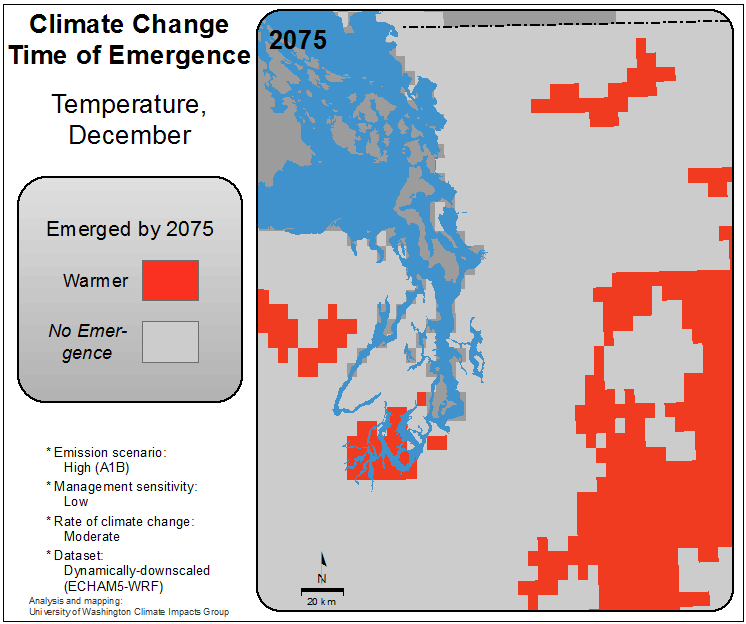 Climate Change
Time of Emergence
Temperature,
December
Emerged by 2075
Warmer
No Emer-
gence
* Emission scenario:
High (A1B)
* Management sensitivity:
Low
* Rate of climate change:
Moderate
* Dataset:
Dynamically-downscaled
(ECHAM5-WRF)
Analysis and mapping:
University of Washington Climate Impacts Group
2075
N
20 km